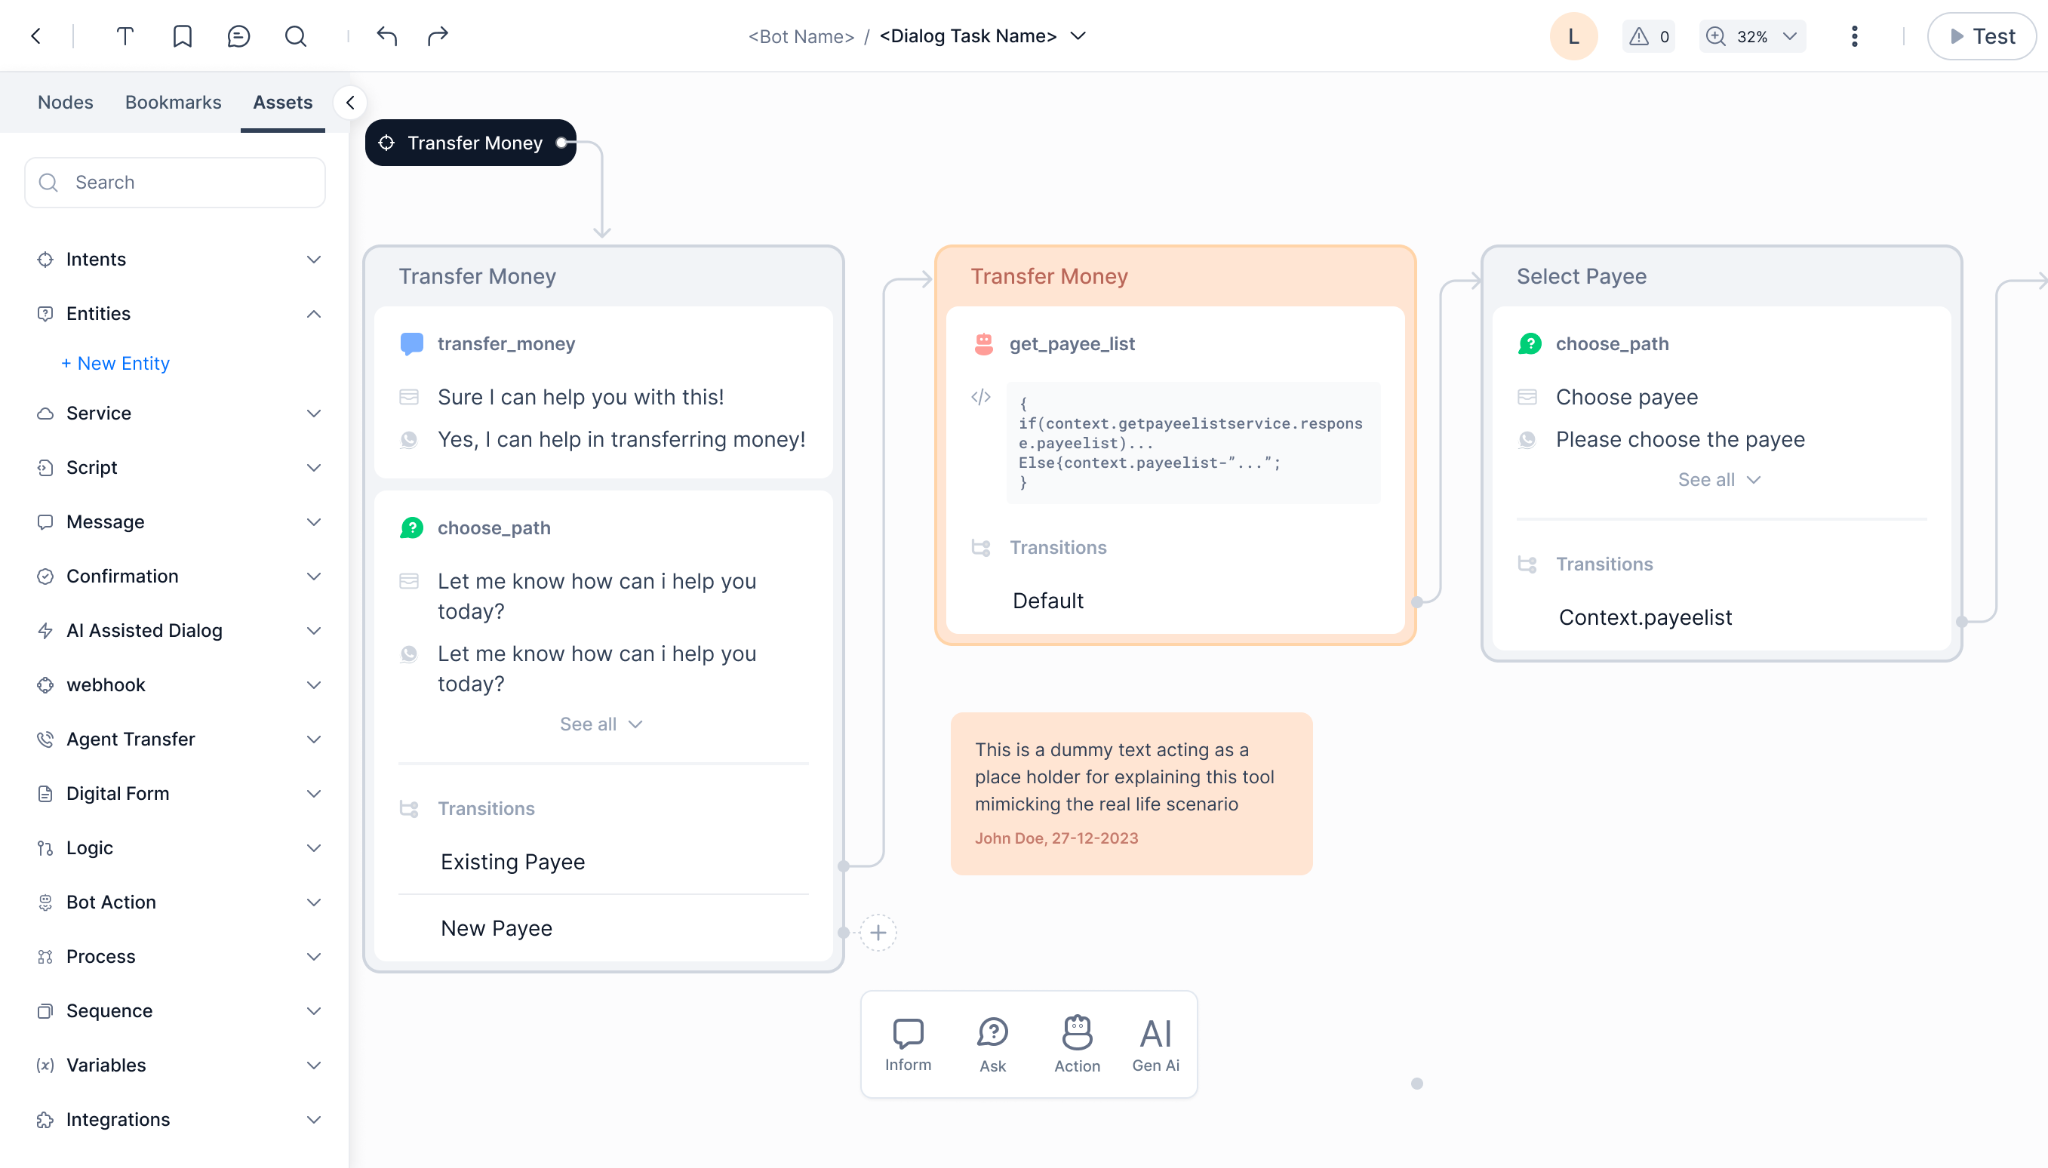 <Bot Name> / <Dialog Task Name>
L
0
32%
Test
Nodes
Bookmarks
Assets
Search
Intents
Entities
+ New Entity
Service
Script
Message
Confirmation
AI Assisted Dialog
webhook
Agent Transfer
Digital Form
Logic
Bot Action
Process
Sequence
(x) Variables
Integrations
Transfer Money
Transfer Money
transfer_money
Sure I can help you with this!
Yes, I can help in transferring money!
choose_path
Let me know how can i help you
today?
Let me know how can i help you
today?
See all
Transitions
Existing Payee
New Payee
Transfer Money
get_payee_list
{
if(context.getpayeelistservice.respons
e.payeelist)...
Else{context.payeelist-”...”;
}
Transitions
Default
This is a dummy text acting as a
place holder for explaining this tool
mimicking the real life scenario
John Doe, 27-12-2023
Select Payee
choose_path
Choose payee
Please choose the payee
See all
Transitions
Context.payeelist
Inform
Ask
Action
AI
Gen Ai